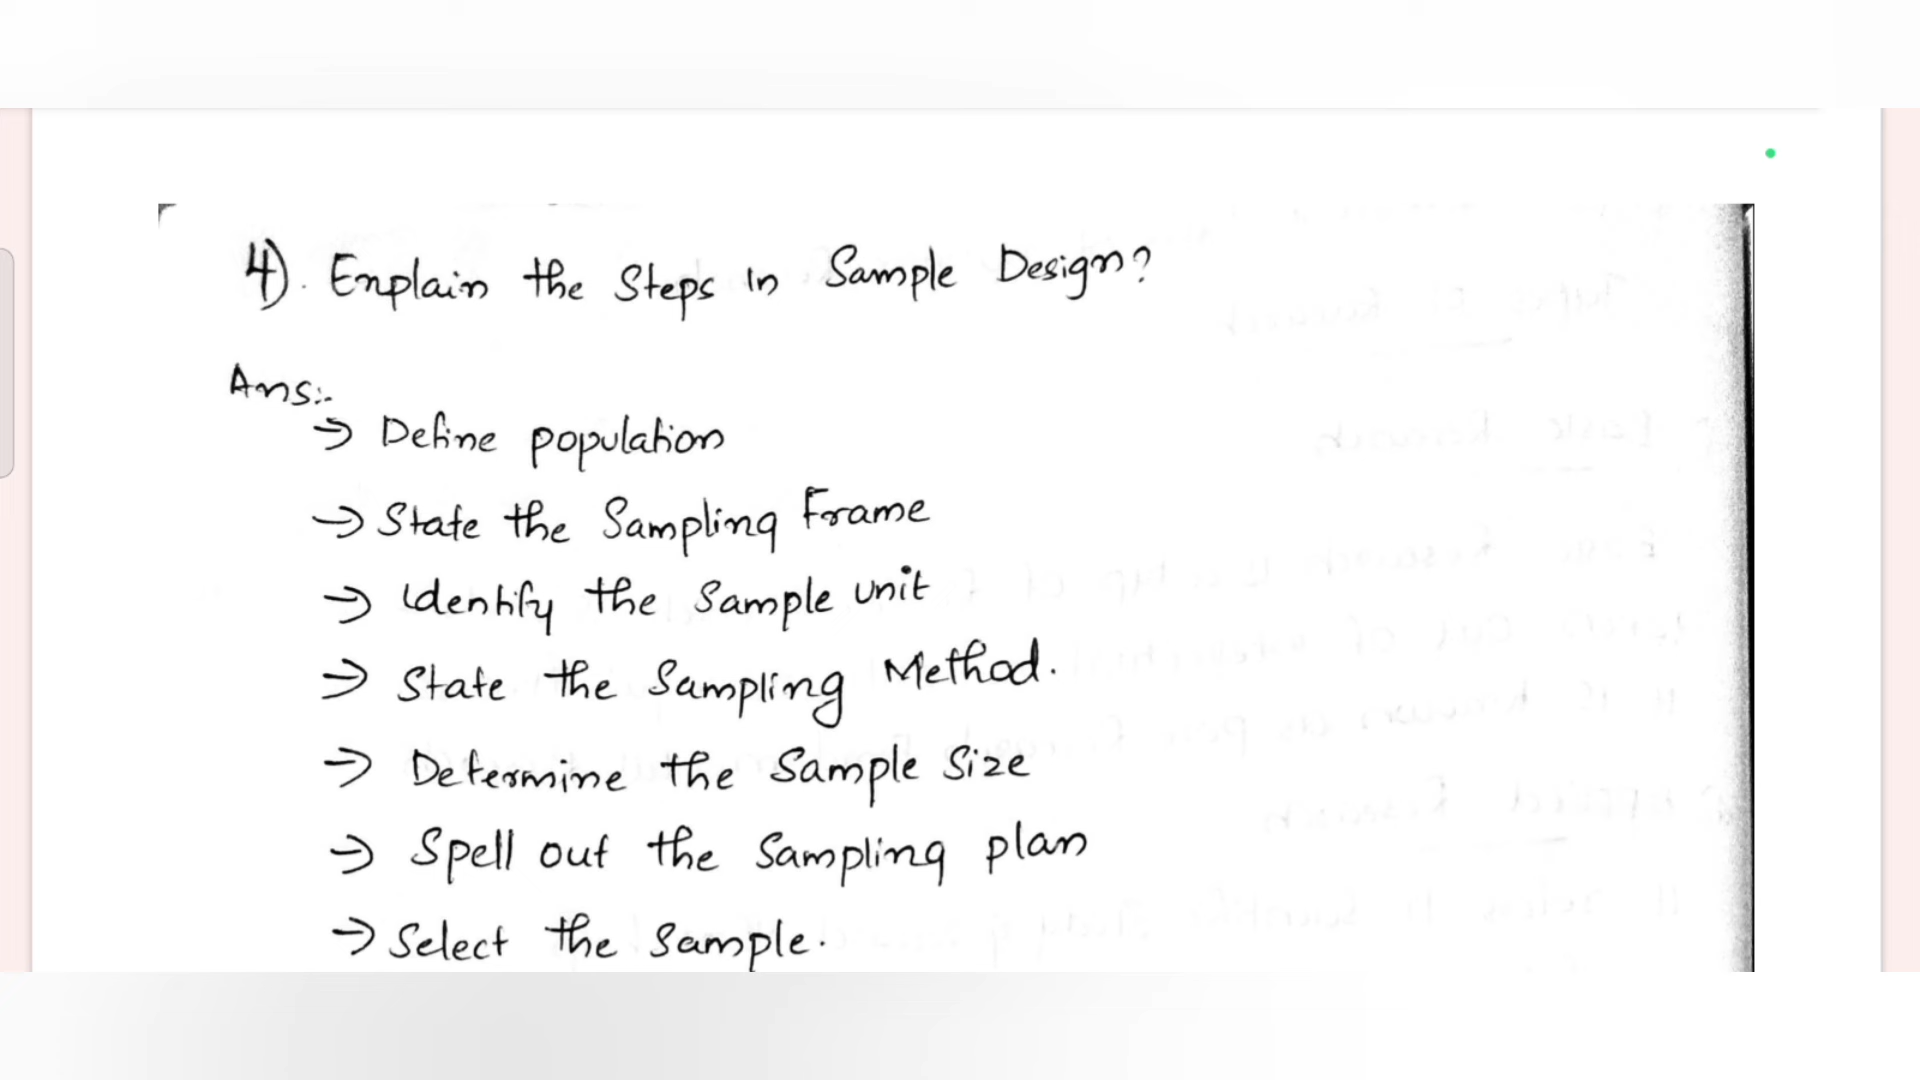 4). Explain the Steps in Sample Design?
Ans:-
→ Define population
→ State the Sampling Frame
→ Identify the Sample unit
→ State the Sampling Method.
→ Determine the Sample Size
→ Spell out the Sampling plan
→ Select the Sample.